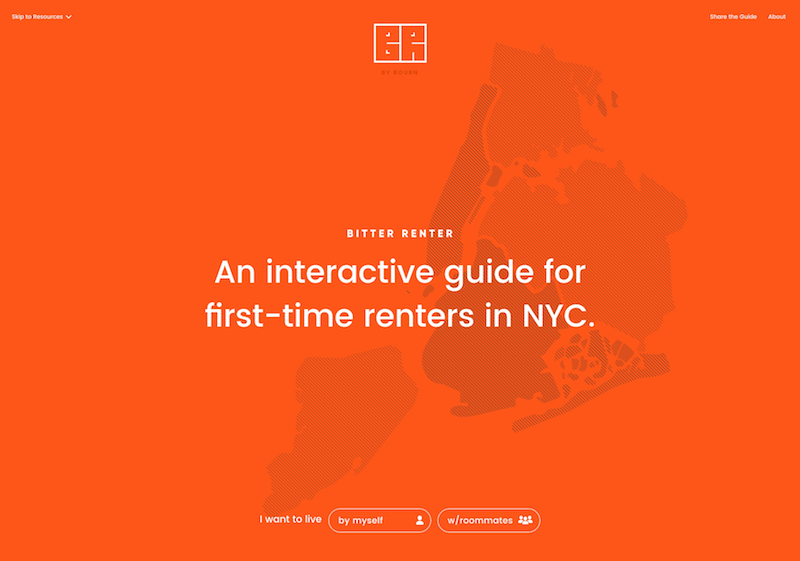 Skip to Resources
Share the Guide
About
BR
BY BOURN
BITTER RENTER
An interactive guide for
first-time renters in NYC.
I want to live
by myself
w/roommates